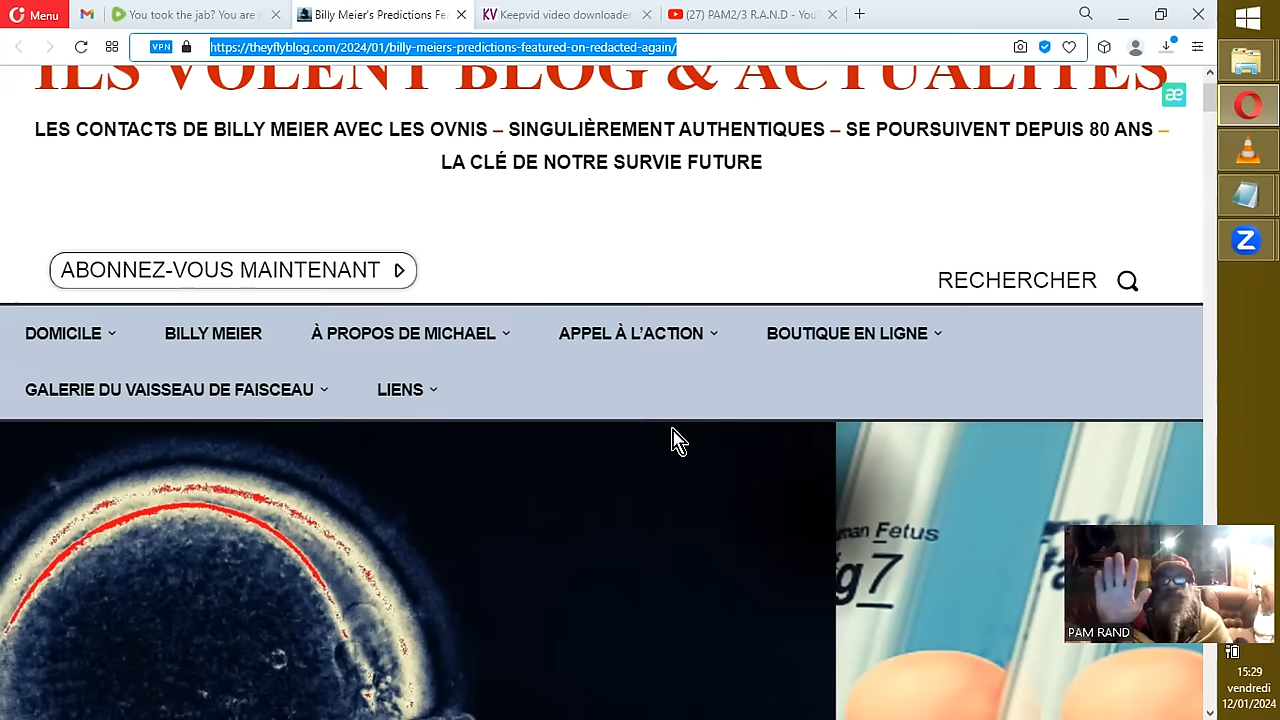 Menu
You took the jab? You are
Billy Meier's Predictions Fea
KV Keepvid video downloader
(27) PAM2/3 R.A.N.D - You
VPN
https://theyflyblog.com/2024/01/billy-meiers-predictions-featured-on-redacted-again/
ILS VOLENT BLOG & ACTUALITÉS
æ
LES CONTACTS DE BILLY MEIER AVEC LES OVNIS – SINGULIÈREMENT AUTHENTIQUES – SE POURSUIVENT DEPUIS 80 ANS –
LA CLÉ DE NOTRE SURVIE FUTURE
ABONNEZ-VOUS MAINTENANT
RECHERCHER
DOMICILE
BILLY MEIER
À PROPOS DE MICHAEL
APPEL À L'ACTION
BOUTIQUE EN LIGNE
GALERIE DU VAISSEAU DE FAISCEAU
LIENS
man Fetus
g7
PAM RAND
15:29
vendredi
12/01/2024